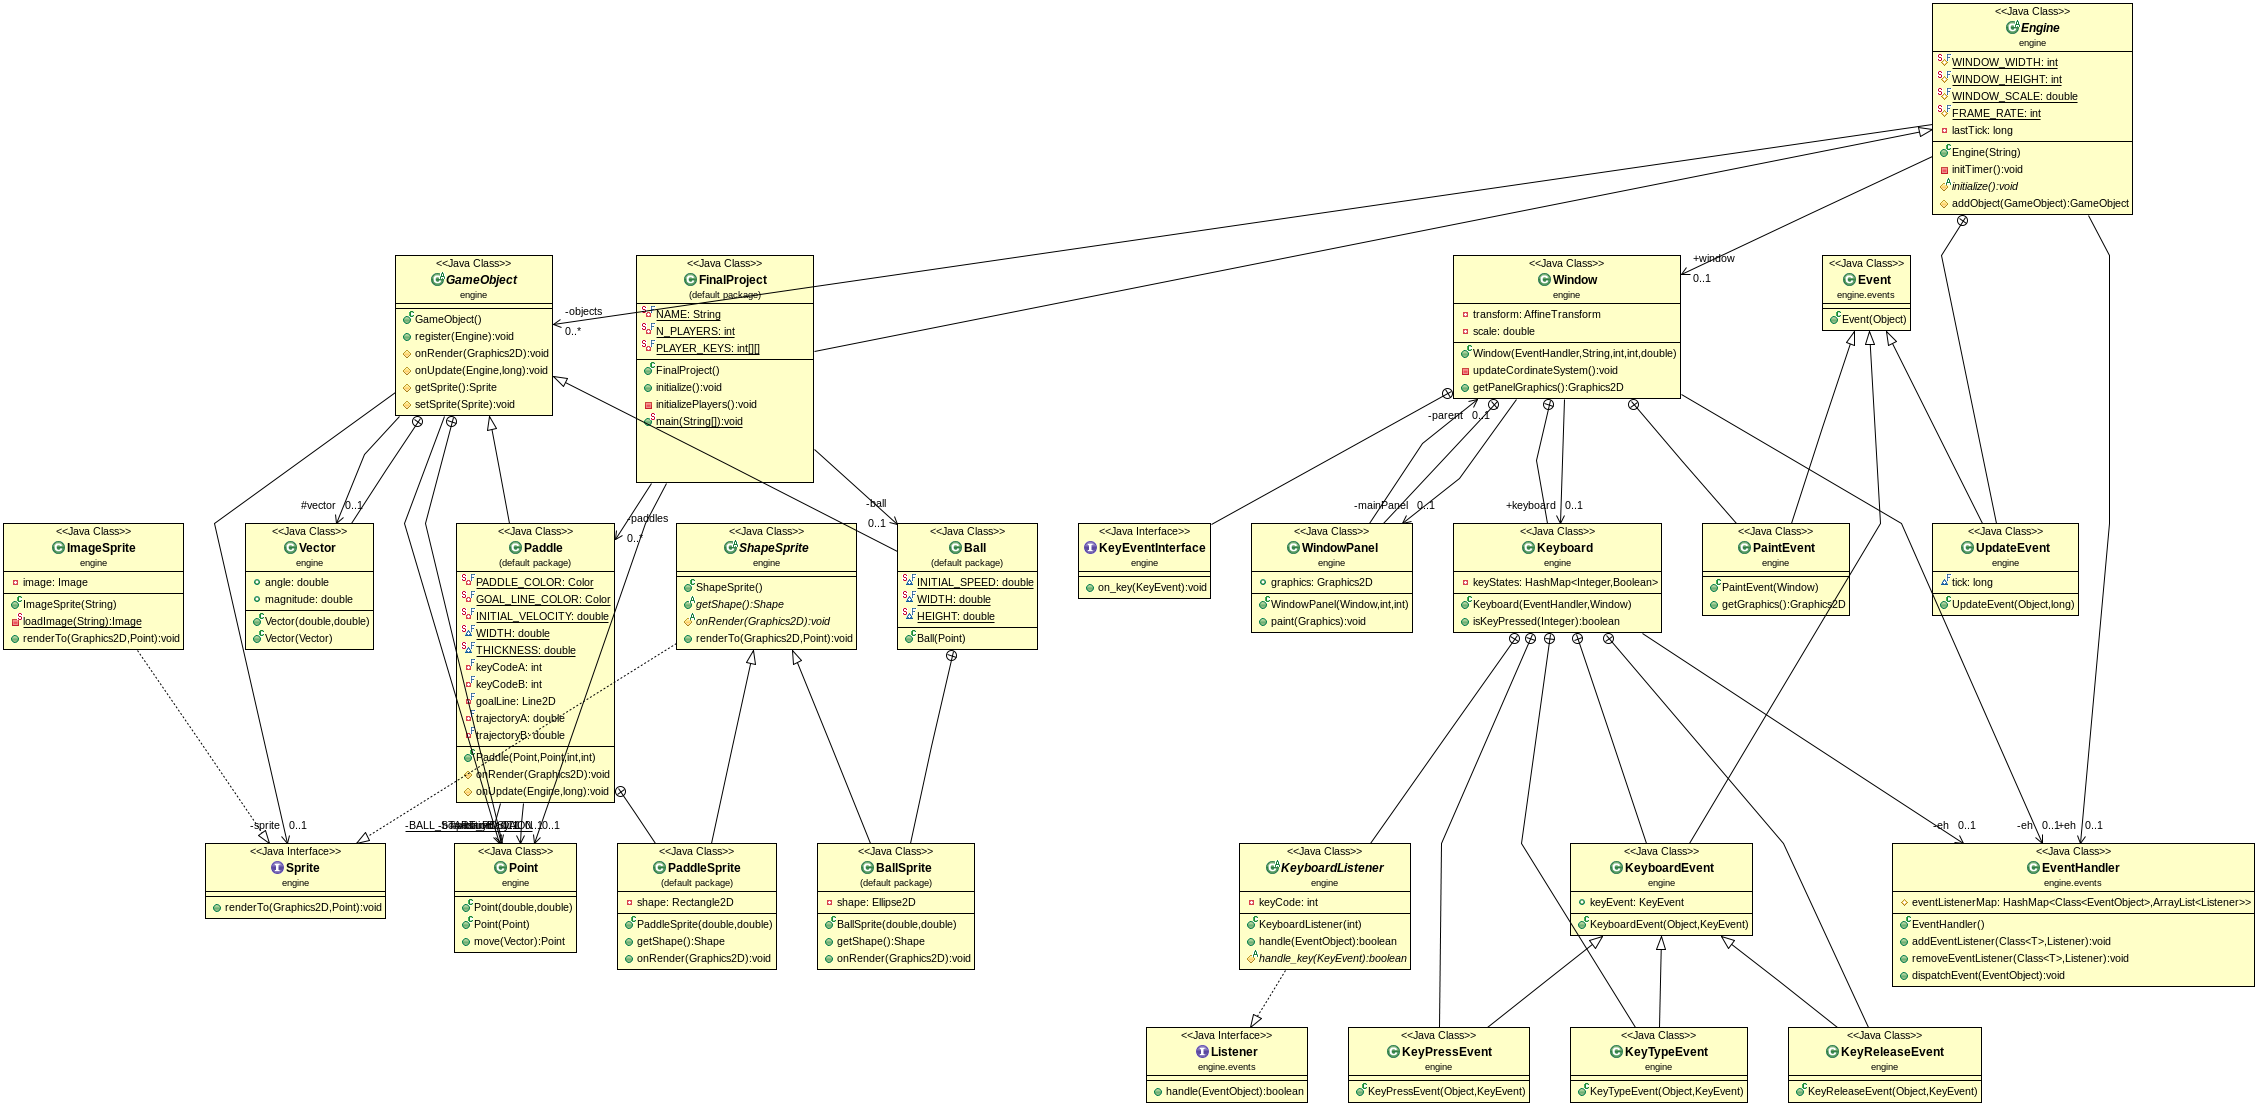 <<Java Class>>
Engine
engine
WINDOW_WIDTH: int
WINDOW_HEIGHT: int
WINDOW_SCALE: double
FRAME_RATE: int
lastTick: long
Engine(String)
initTimer():void
initialize():void
addObject(GameObject):GameObject
<<Java Class>>
GameObject
engine
GameObject()
register(Engine):void
onRender(Graphics2D):void
onUpdate(Engine,long):void
getSprite():Sprite
setSprite(Sprite):void
-objects
0..*
<<Java Class>>
FinalProject
(default package)
NAME: String
N_PLAYERS: int
PLAYER_KEYS: int[][]
FinalProject()
initialize():void
initializePlayers():void
main(String[]):void
<<Java Class>>
Window
engine
transform: AffineTransform
scale: double
Window(EventHandler,String,int,int,double)
updateCordinateSystem():void
getPanelGraphics():Graphics2D
+window
0..1
<<Java Class>>
Event
engine.events
Event(Object)
-parent 0..1
#vector 0..1
-paddles
0..*
-ball
0..1
-mainPanel 0..1
+keyboard 0..1
<<Java Class>>
ImageSprite
engine
image: Image
ImageSprite(String)
loadImage(String):Image
renderTo(Graphics2D,Point):void
<<Java Class>>
Vector
engine
angle: double
magnitude: double
Vector(double,double)
Vector(Vector)
<<Java Class>>
Paddle
(default package)
PADDLE_COLOR: Color
GOAL_LINE_COLOR: Color
INITIAL_VELOCITY: double
WIDTH: double
THICKNESS: double
keyCodeA: int
keyCodeB: int
goalLine: Line2D
trajectoryA: double
trajectoryB: double
Paddle(Point,Point,int,int)
onRender(Graphics2D):void
onUpdate(Engine,long):void
<<Java Class>>
ShapeSprite
engine
ShapeSprite()
getShape():Shape
onRender(Graphics2D):void
renderTo(Graphics2D,Point):void
<<Java Class>>
Ball
(default package)
INITIAL_SPEED: double
WIDTH: double
HEIGHT: double
Ball(Point)
<<Java Interface>>
KeyEventInterface
engine
on_key(KeyEvent):void
<<Java Class>>
WindowPanel
engine
graphics: Graphics2D
WindowPanel(Window,int,int)
paint(Graphics):void
<<Java Class>>
Keyboard
engine
keyStates: HashMap<Integer,Boolean>
Keyboard(EventHandler,Window)
isKeyPressed(Integer):boolean
<<Java Class>>
PaintEvent
engine
PaintEvent(Window)
getGraphics():Graphics2D
<<Java Class>>
UpdateEvent
engine
tick: long
UpdateEvent(Object,long)
-sprite 0..1
0..1
-eh 0..1
-eh 0..1
+eh 0..1
<<Java Interface>>
Sprite
engine
renderTo(Graphics2D,Point):void
<<Java Class>>
Point
engine
Point(double,double)
Point(Point)
move(Vector):Point
<<Java Class>>
PaddleSprite
(default package)
shape: Rectangle2D
PaddleSprite(double,double)
getShape():Shape
onRender(Graphics2D):void
<<Java Class>>
BallSprite
(default package)
shape: Ellipse2D
BallSprite(double,double)
getShape():Shape
onRender(Graphics2D):void
<<Java Class>>
KeyboardListener
engine
keyCode: int
KeyboardListener(int)
handle(EventObject):boolean
handle_key(KeyEvent):boolean
<<Java Class>>
KeyboardEvent
engine
keyEvent: KeyEvent
KeyboardEvent(Object,KeyEvent)
<<Java Class>>
EventHandler
engine.events
eventListenerMap: HashMap<Class<EventObject>,ArrayList<Listener>>
EventHandler()
addEventListener(Class<T>,Listener):void
removeEventListener(Class<T>,Listener):void
dispatchEvent(EventObject):void
<<Java Interface>>
Listener
engine.events
handle(EventObject):boolean
<<Java Class>>
KeyPressEvent
engine
KeyPressEvent(Object,KeyEvent)
<<Java Class>>
KeyTypeEvent
engine
KeyTypeEvent(Object,KeyEvent)
<<Java Class>>
KeyReleaseEvent
engine
KeyReleaseEvent(Object,KeyEvent)